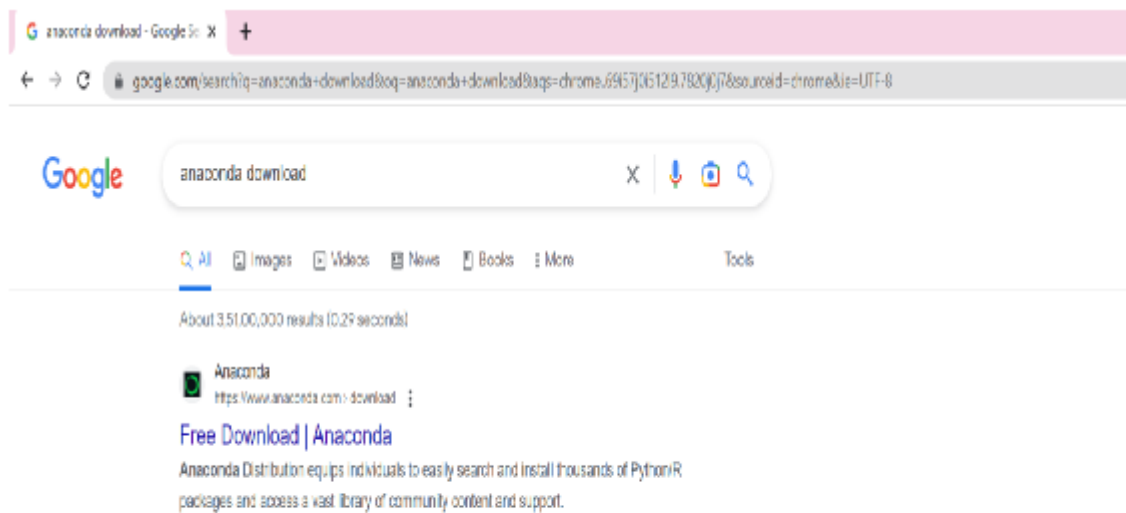 anaconda download - Google Se
google.com/search?q=anaconda+download&oq=anaconda+download&aqs=chrome..69i57j0i512l9.7820j0j7&sourceid=chrome&ie=UTF-8
Google
anaconda download
All Images Videos News Books More Tools
About 3,51,00,000 results (0.29 seconds)
Anaconda
https://www.anaconda.com › download
Free Download | Anaconda
Anaconda Distribution equips individuals to easily search and install thousands of Python/R
packages and access a vast library of community content and support.